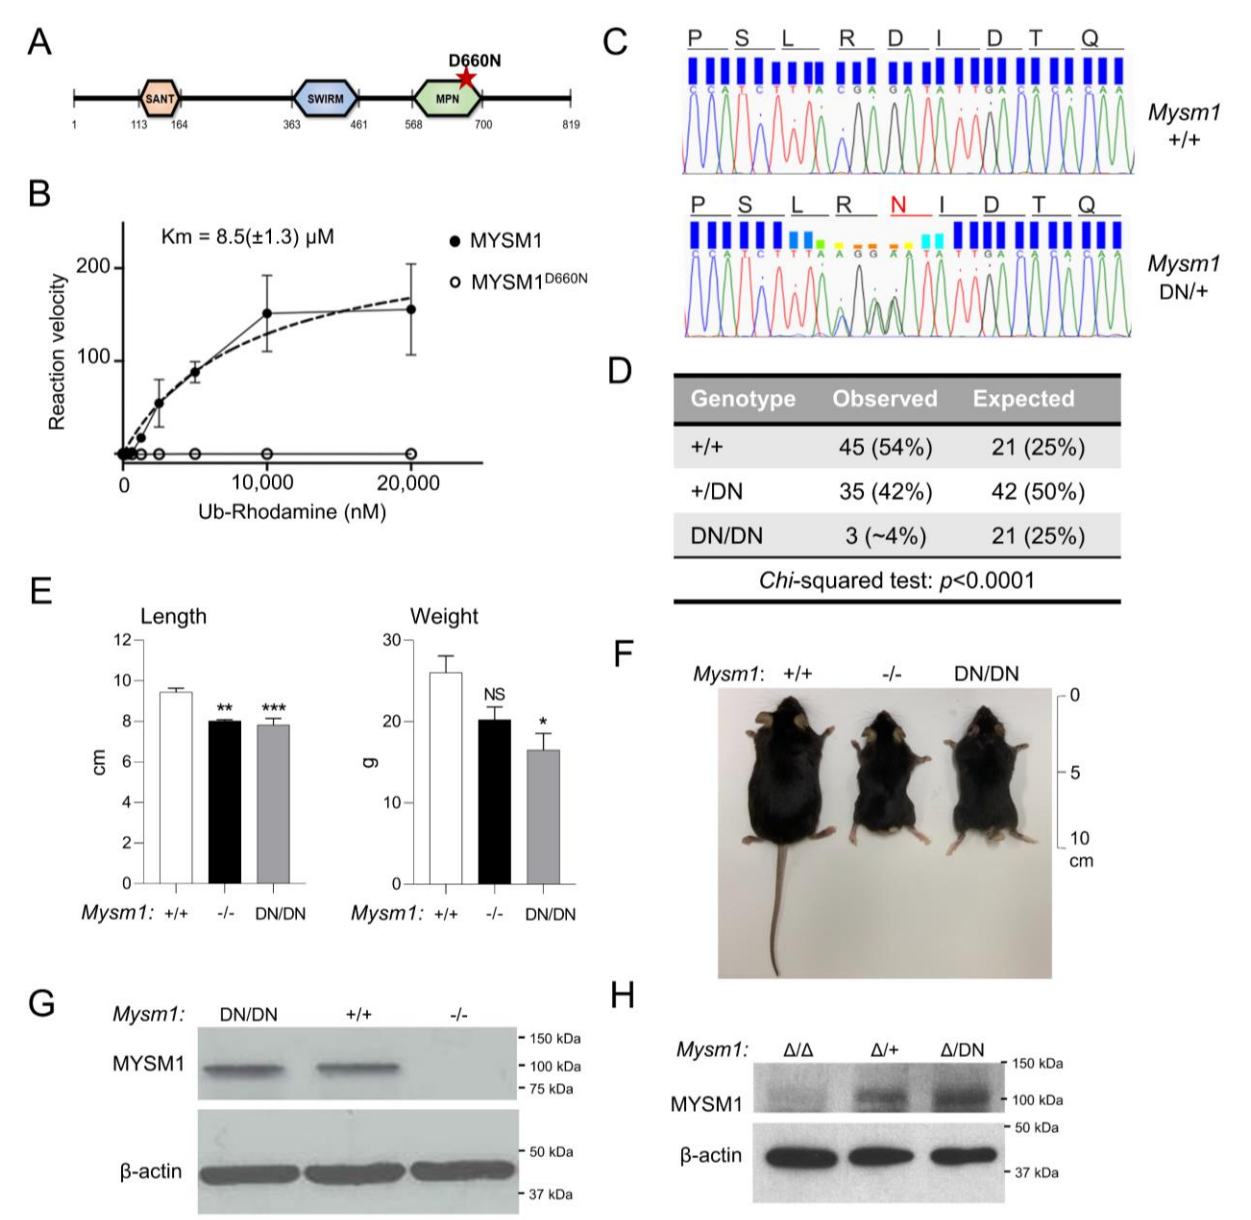 A
D660N
SANT
SWIRM
MPN
1
113
164
363
461
568
700
819
B
Km = 8.5(±1.3) µM
MYSM1
MYSM1D660N
Reaction velocity
200
100
0
10,000
20,000
Ub-Rhodamine (nM)
C
P S L R D I D T Q
C C A T C T T T A C G A G A T A T T G A C A C A C A A
Mysm1
+/+
P S L R N I D T Q
C C A T C T T T A A G G A A T A T T G A C A C A C A A
Mysm1
DN/+
D
Genotype Observed Expected
+/+ 45 (54%) 21 (25%)
+/DN 35 (42%) 42 (50%)
DN/DN 3 (~4%) 21 (25%)
Chi-squared test: p<0.0001
E
Length
12
10
8
6
4
2
0
cm
**
***
Mysm1: +/+ -/- DN/DN
Weight
30
20
10
0
g
NS
*
Mysm1: +/+ -/- DN/DN
F
Mysm1: +/+ -/- DN/DN
0
5
10
cm
G
Mysm1: DN/DN +/+ -/-
MYSM1
150 kDa
100 kDa
75 kDa
β-actin
50 kDa
37 kDa
H
Mysm1: Δ/Δ Δ/+ Δ/DN
MYSM1
150 kDa
100 kDa
β-actin
50 kDa
37 kDa